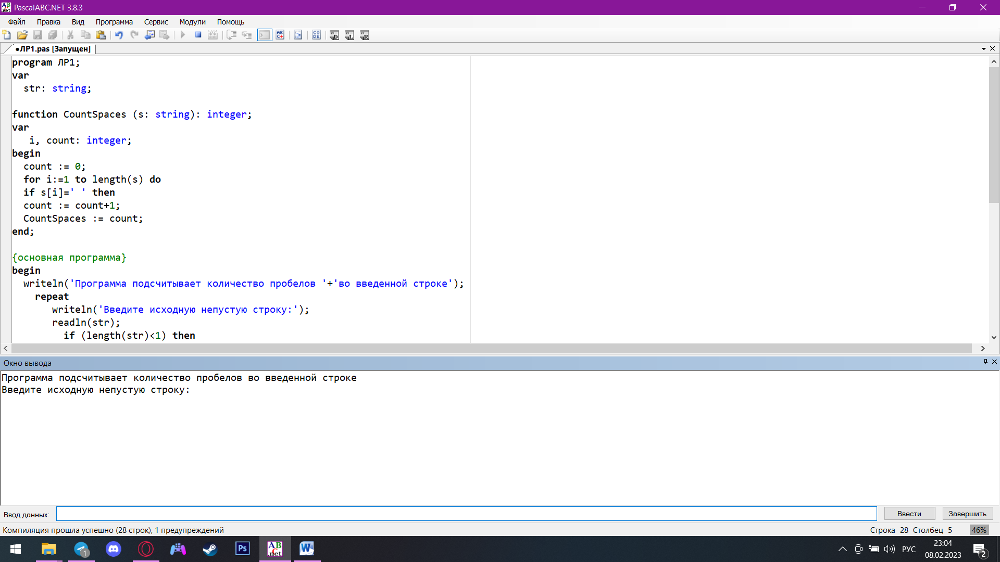 PascalABC.NET 3.8.3
Файл Правка Вид Программа Сервис Модули Помощь
●ЛР1.pas [Запущен]
program ЛР1;
var
str: string;
function CountSpaces (s: string): integer;
var
i, count: integer;
begin
count := 0;
for i:=1 to length(s) do
if s[i]=' ' then
count := count+1;
CountSpaces := count;
end;
{основная программа}
begin
writeln('Программа подсчитывает количество пробелов '+'во введенной строке');
repeat
writeln('Введите исходную непустую строку:');
readln(str);
if (length(str)<1) then
Окно вывода
Программа подсчитывает количество пробелов во введенной строке
Введите исходную непустую строку:
Ввод данных: Ввести Завершить
Компиляция прошла успешно (28 строк), 1 предупреждений Строка 28 Столбец 5 46%
1 Ps AB C .net W РУС 23:04 2
08.02.2023